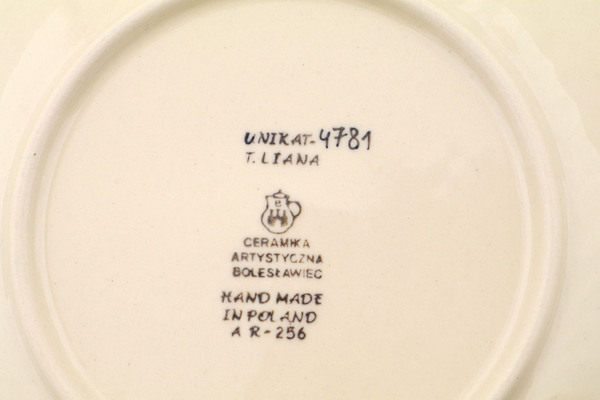 UNIKAT-4781
T. LIANA
B
CERAMIKA
ARTYSTYCZNA
BOLESŁAWIEC
HAND MADE
IN POLAND
A R-256